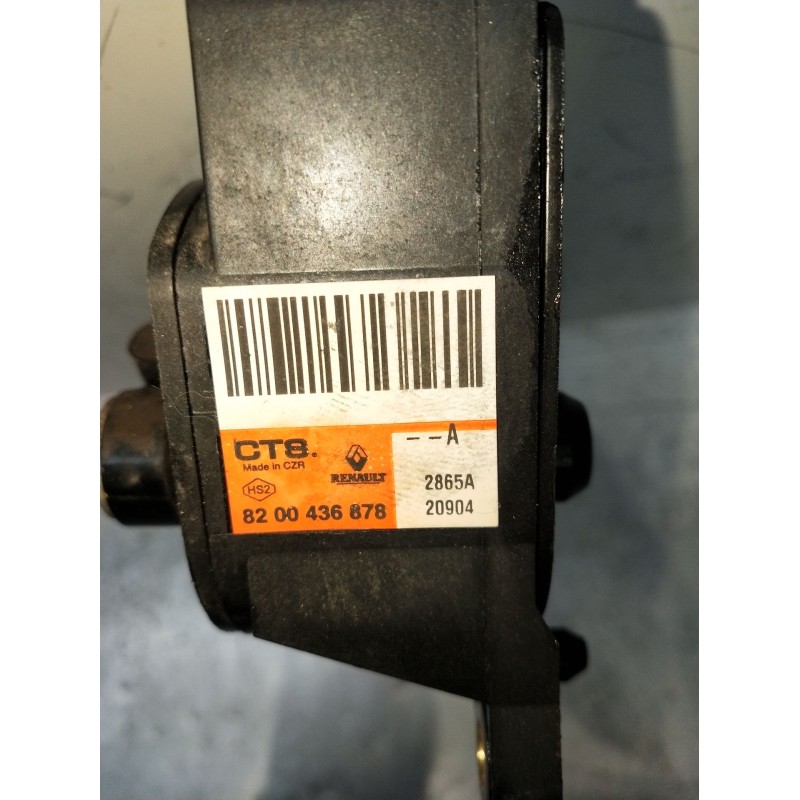 CTS.
Made in CZR
HS2
RENAULT
82 00 436 878
--A
2865A
20904